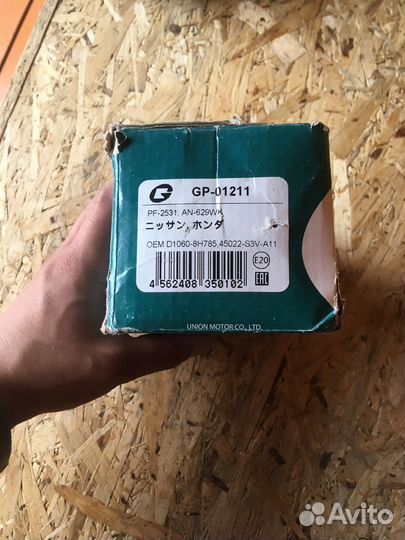 G GP-01211
PF-2531, AN-629WK
ニッサン, ホンダ
OEM D1060-8H785,45022-S3V-A11
E20
EAC
4 562408 350102
UNION MOTOR CO., LTD.
Avito